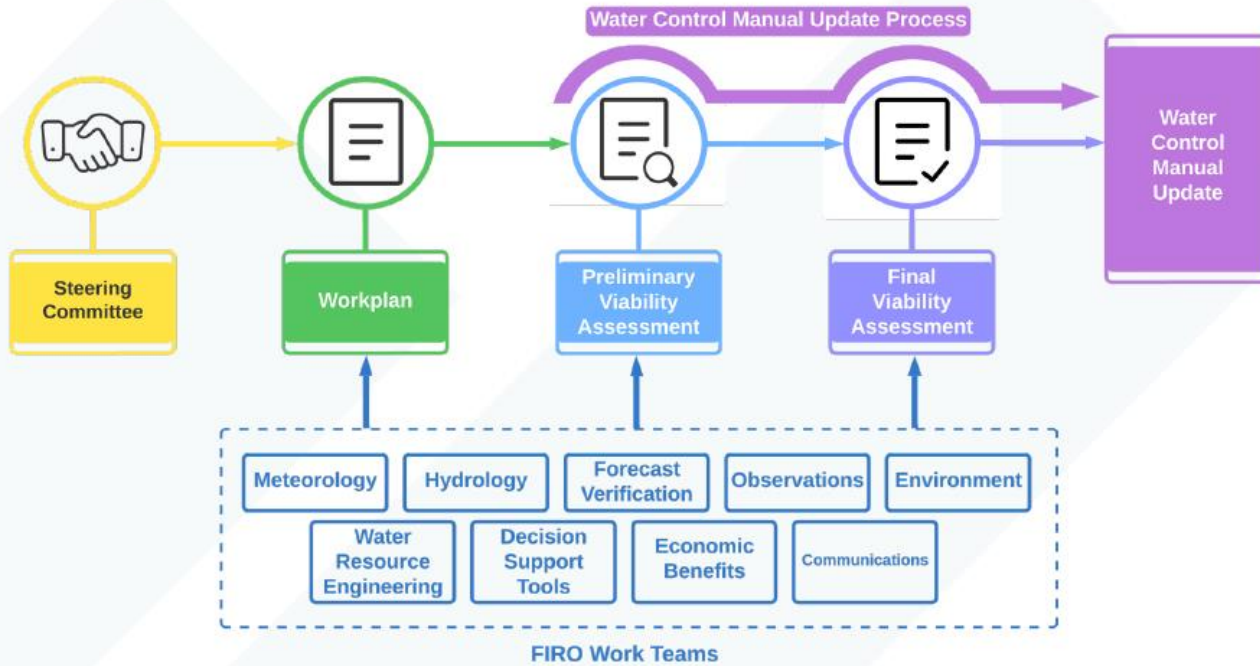 Water Control Manual Update Process
Water
Control
Manual
Update
Steering
Committee
Workplan
Preliminary
Viability
Assessment
Final
Viability
Assessment
Meteorology
Hydrology
Forecast
Verification
Observations
Environment
Water
Resource
Engineering
Decision
Support
Tools
Economic
Benefits
Communications
FIRO Work Teams